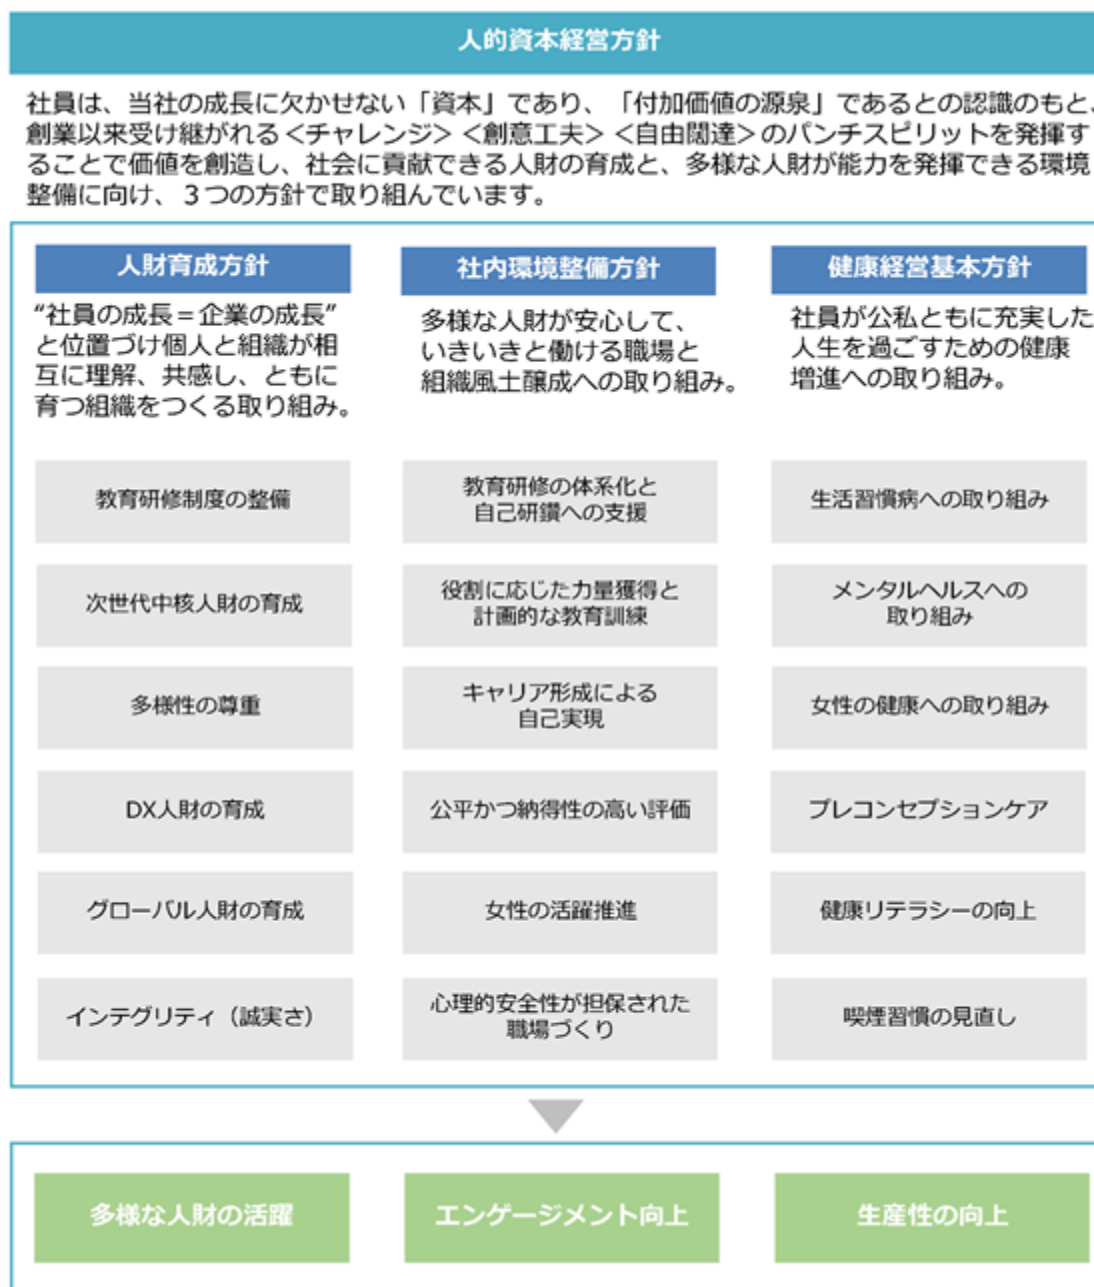 人的資本経営方針
社員は、当社の成長に欠かせない「資本」であり、「付加価値の源泉」であるとの認識のもと、
創業以来受け継がれる＜チャレンジ＞＜創意工夫＞＜自由闊達＞のパンチスピリットを発揮す
ることで価値を創造し、社会に貢献できる人財の育成と、多様な人財が能力を発揮できる環境
整備に向け、３つの方針で取り組んでいます。
人財育成方針
“社員の成長＝企業の成長”
と位置づけ個人と組織が相
互に理解、共感し、ともに
育つ組織をつくる取り組み。
教育研修制度の整備
次世代中核人財の育成
多様性の尊重
DX人財の育成
グローバル人財の育成
インテグリティ（誠実さ）
社内環境整備方針
多様な人財が安心して、
いきいきと働ける職場と
組織風土醸成への取り組み。
教育研修の体系化と
自己研鑽への支援
役割に応じた力量獲得と
計画的な教育訓練
キャリア形成による
自己実現
公平かつ納得性の高い評価
女性の活躍推進
心理的安全性が担保された
職場づくり
健康経営基本方針
社員が公私ともに充実した
人生を過ごすための健康
増進への取り組み。
生活習慣病への取り組み
メンタルヘルスへの
取り組み
女性の健康への取り組み
プレコンセプションケア
健康リテラシーの向上
喫煙習慣の見直し
多様な人財の活躍
エンゲージメント向上
生産性の向上